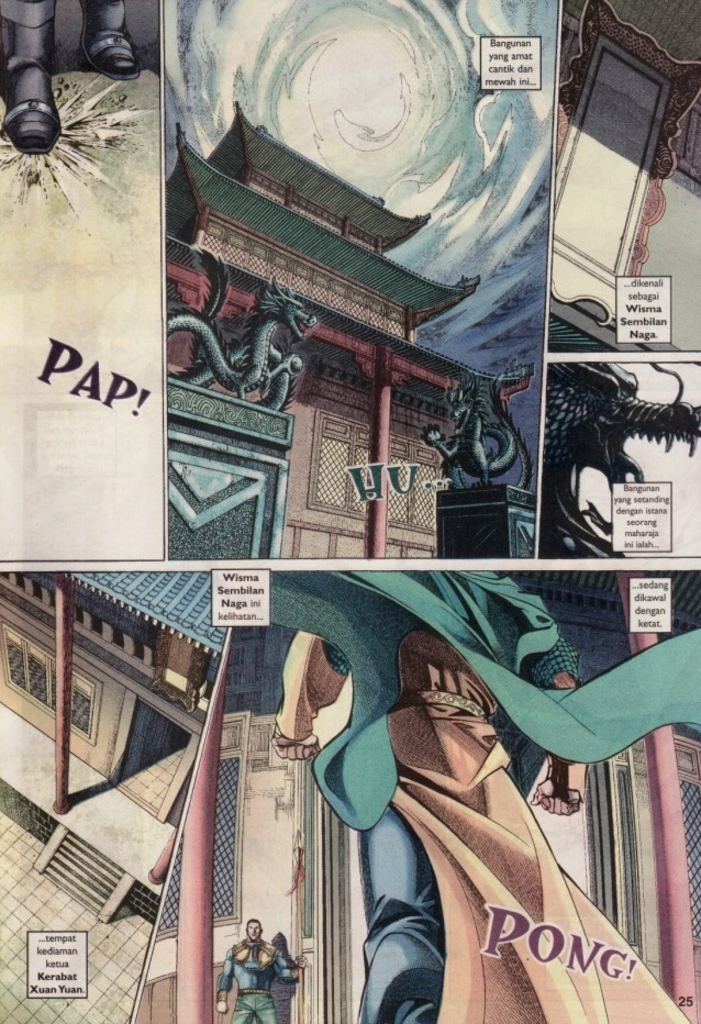 PAP!
Bangunan
yang amat
cantik dan
mewah ini...
HU..
...dikenali
sebagai
Wisma
Sembilan
Naga.
Bangunan
yang setanding
dengan istana
seorang
maharaja
ini ialah...
...tempat
kediaman
ketua
Kerabat
Xuan Yuan.
Wisma
Sembilan
Naga ini
kelihatan...
...sedang
dikawal
dengan
ketat.
PONG!
25